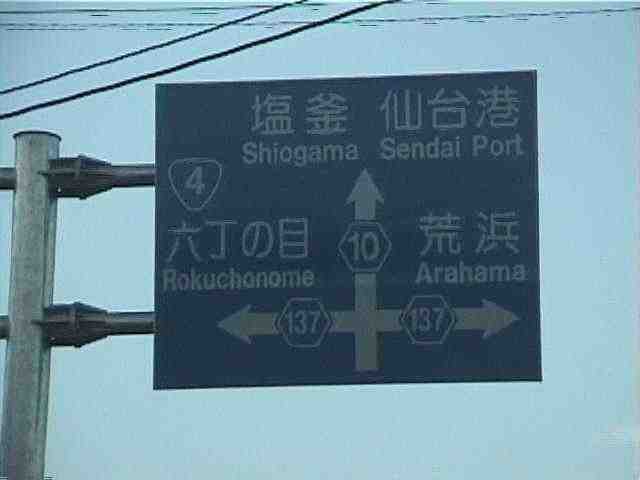 塩釜 仙台港
Shiogama Sendai Port
4
六丁の目 10 荒浜
Rokuchonome Arahama
137 137